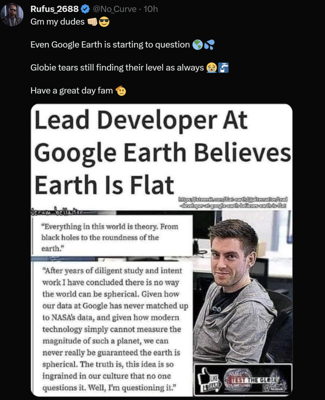 Rufus_2688 @No_Curve · 10h
Gm my dudes 👊🏼😎
Even Google Earth is starting to question 🌎💦
Globie tears still finding their level as always 😢🚰
Have a great day fam 🫡
Lead Developer At
Google Earth Believes
Earth Is Flat
"Everything in this world is theory. From
black holes to the roundness of the
earth."
"After years of diligent study and intent
work I have concluded there is no way
the world can be spherical. Given how
our data at Google has never matched up
to NASA's data, and given how modern
technology simply cannot measure the
magnitude of such a planet, we can
never really be guaranteed the earth is
spherical. The truth is, this idea is so
ingrained in our culture that no one
questions it. Well, I'm questioning it."
TEST THE GLOBE